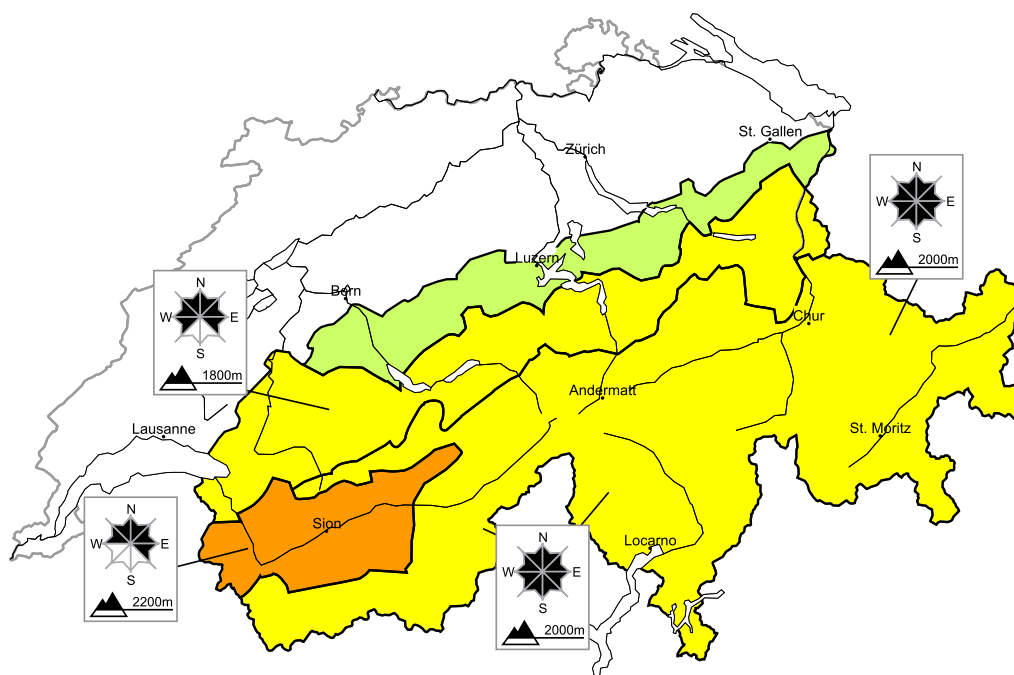 St. Gallen
Zürich
N
W E
S
2000m
Luzern
N
W E
S
1800m
Bern
Chur
Andermatt
Lausanne
St. Moritz
N
W E
S
2200m
Sion
Locarno
N
W E
S
2000m